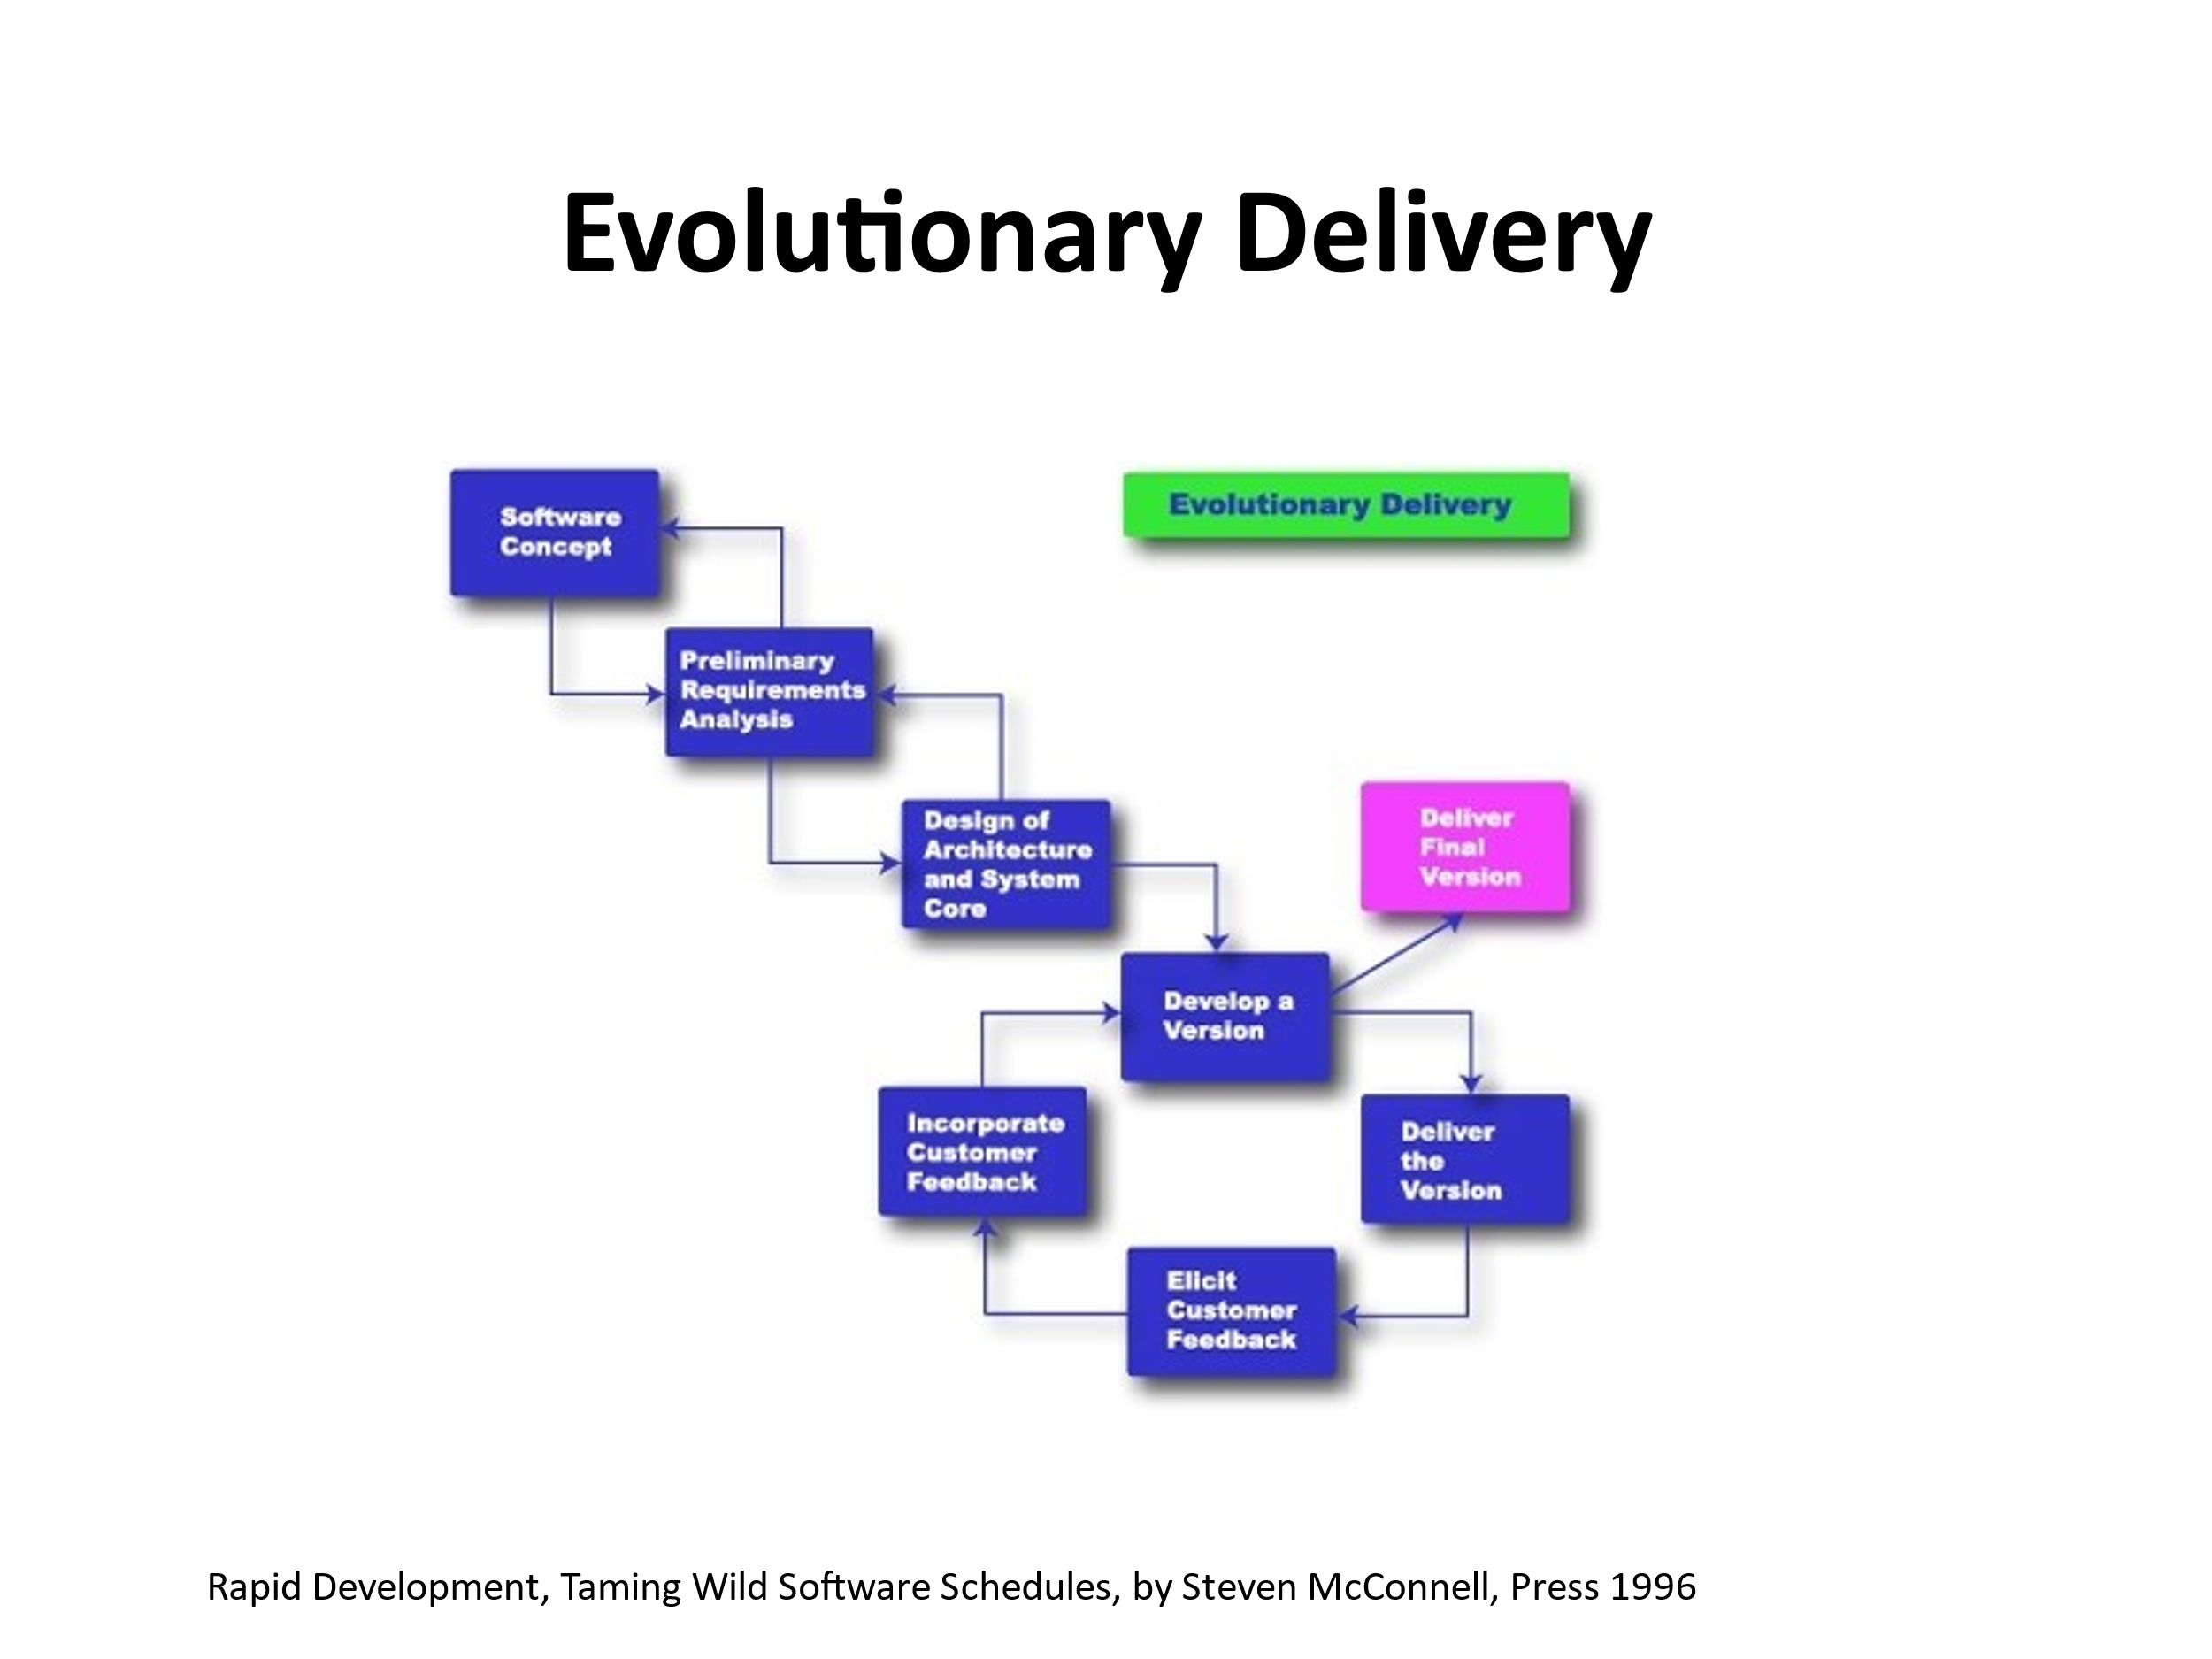 Evolutionary Delivery
Evolutionary Delivery
Software
Concept
Preliminary
Requirements
Analysis
Design of
Architecture
and System
Core
Deliver
Final
Version
Develop a
Version
Incorporate
Customer
Feedback
Deliver
the
Version
Elicit
Customer
Feedback
Rapid Development, Taming Wild Software Schedules, by Steven McConnell, Press 1996